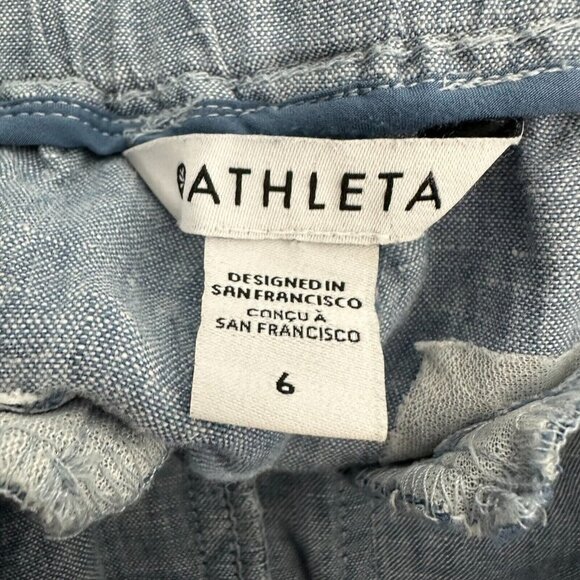 ATHLETA
DESIGNED IN
SAN FRANCISCO
CONÇU À
SAN FRANCISCO
6